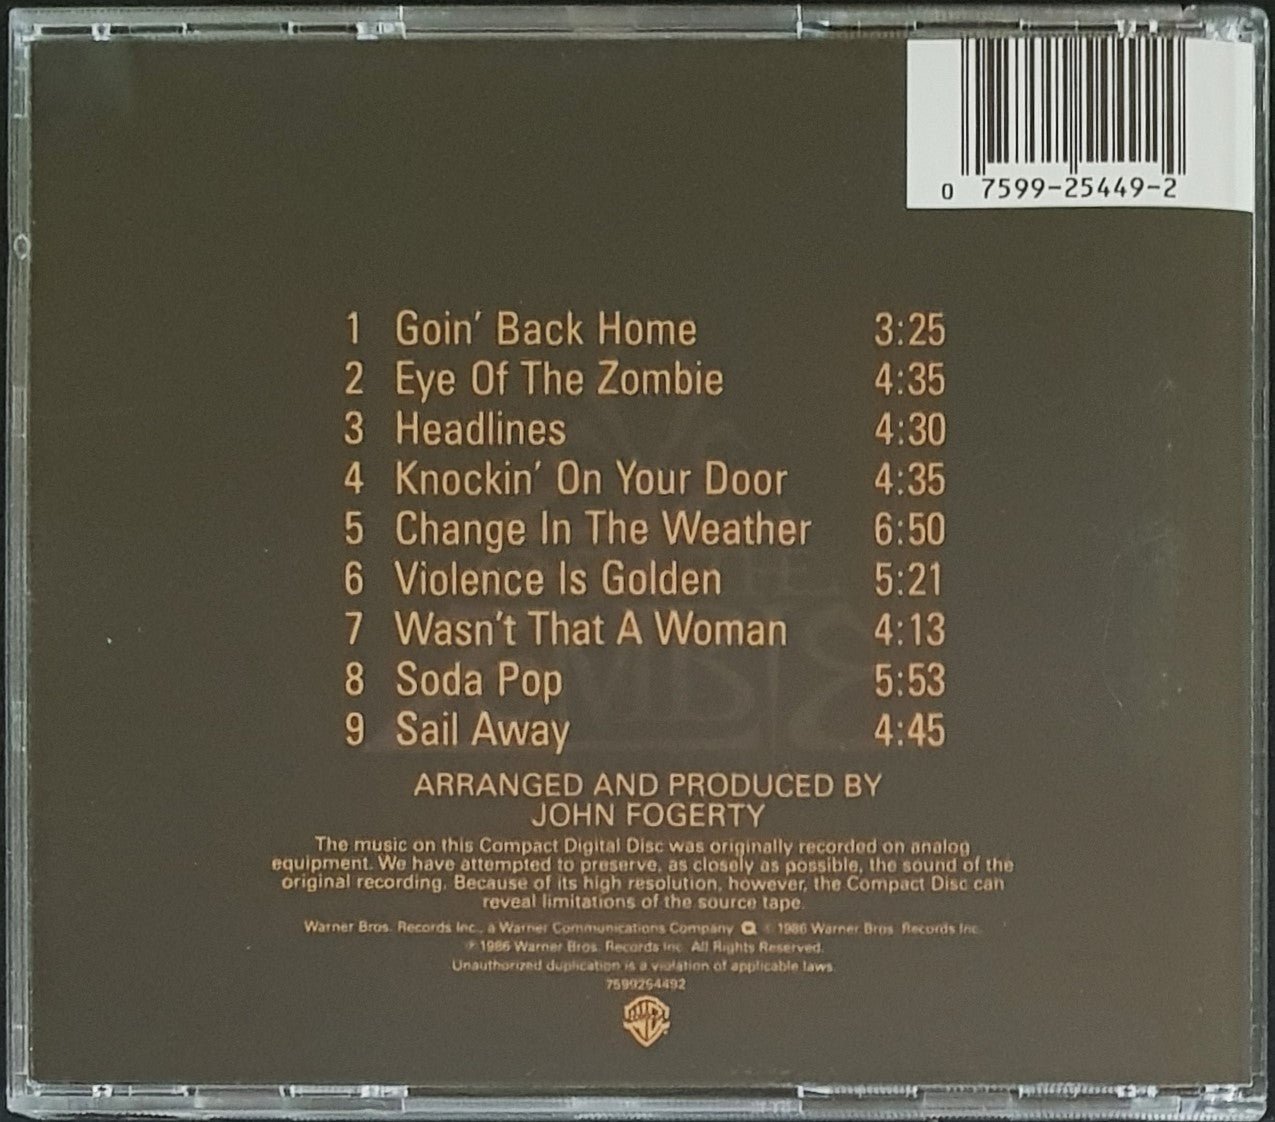 0 7599-25449-2
1 Goin' Back Home 3:25
2 Eye Of The Zombie 4:35
3 Headlines 4:30
4 Knockin' On Your Door 4:35
5 Change In The Weather 6:50
6 Violence Is Golden 5:21
7 Wasn't That A Woman 4:13
8 Soda Pop 5:53
9 Sail Away 4:45
ARRANGED AND PRODUCED BY
JOHN FOGERTY
The music on this Compact Digital Disc was originally recorded on analog
equipment. We have attempted to preserve, as closely as possible, the sound of the
original recording. Because of its high resolution, however, the Compact Disc can
reveal limitations of the source tape.
Warner Bros. Records Inc., a Warner Communications Company © 1986 Warner Bros. Records Inc.
℗ 1986 Warner Bros. Records Inc. All Rights Reserved.
Unauthorized duplication is a violation of applicable laws.
7599254492